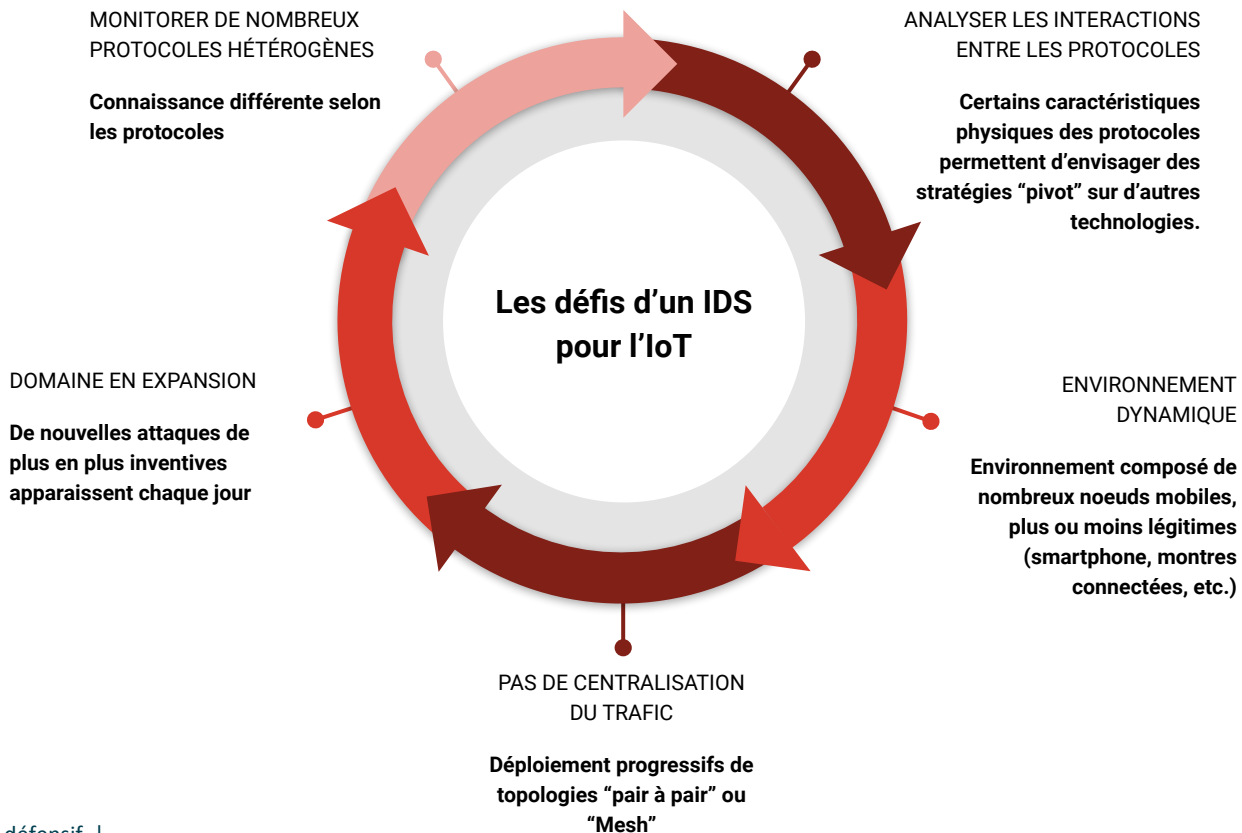 MONITORER DE NOMBREUX
PROTOCOLES HÉTÉROGÈNES
Connaissance différente selon
les protocoles
ANALYSER LES INTERACTIONS
ENTRE LES PROTOCOLES
Certains caractéristiques
physiques des protocoles
permettent d’envisager des
stratégies “pivot” sur d’autres
technologies.
Les défis d’un IDS
pour l’IoT
DOMAINE EN EXPANSION
De nouvelles attaques de
plus en plus inventives
apparaissent chaque jour
ENVIRONNEMENT
DYNAMIQUE
Environnement composé de
nombreux noeuds mobiles,
plus ou moins légitimes
(smartphone, montres
connectées, etc.)
PAS DE CENTRALISATION
DU TRAFIC
Déploiement progressifs de
topologies “pair à pair” ou
“Mesh”